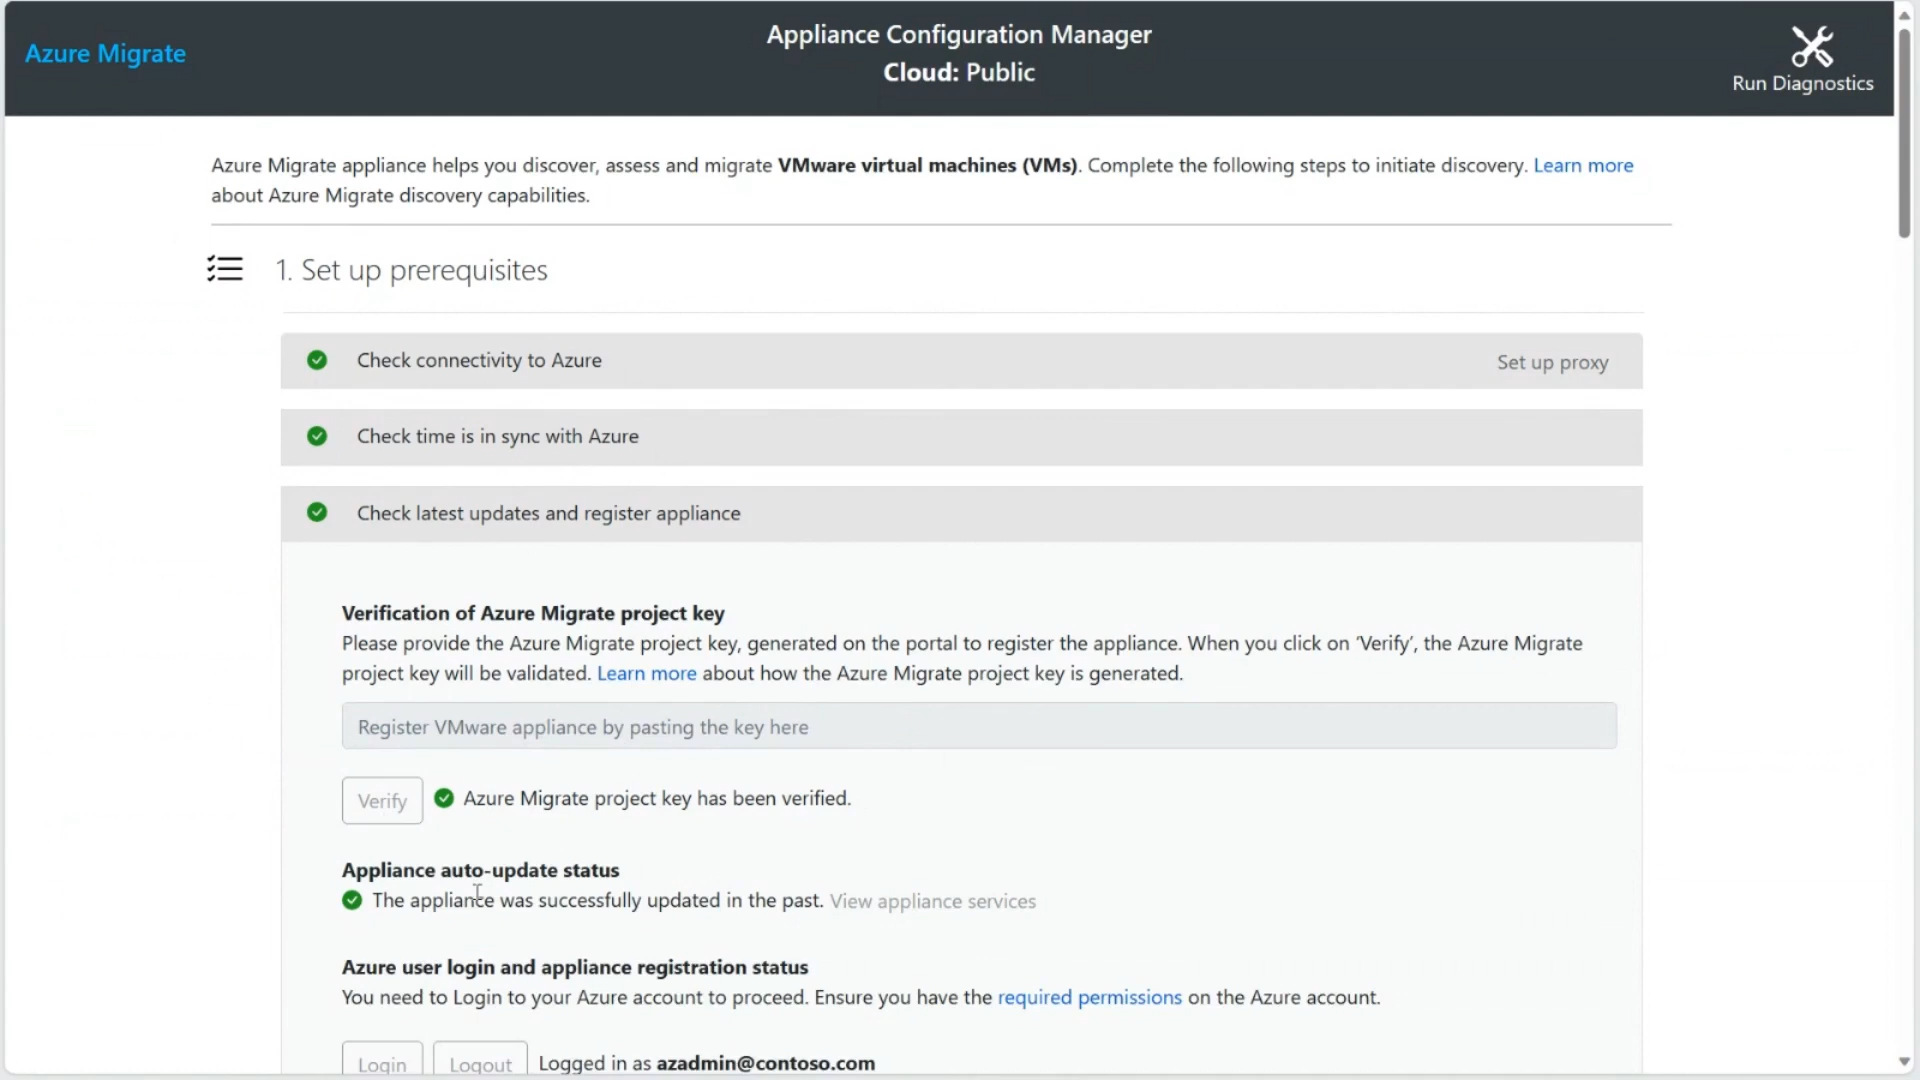 Azure Migrate
Appliance Configuration Manager
Cloud: Public
Run Diagnostics
Azure Migrate appliance helps you discover, assess and migrate VMware virtual machines (VMs). Complete the following steps to initiate discovery. Learn more
about Azure Migrate discovery capabilities.
1. Set up prerequisites
Check connectivity to Azure
Set up proxy
Check time is in sync with Azure
Check latest updates and register appliance
Verification of Azure Migrate project key
Please provide the Azure Migrate project key, generated on the portal to register the appliance. When you click on ‘Verify’, the Azure Migrate
project key will be validated. Learn more about how the Azure Migrate project key is generated.
Register VMware appliance by pasting the key here
Verify
Azure Migrate project key has been verified.
Appliance auto-update status
The appliance was successfully updated in the past. View appliance services
Azure user login and appliance registration status
You need to Login to your Azure account to proceed. Ensure you have the required permissions on the Azure account.
Login
Logout
Logged in as azadmin@contoso.com